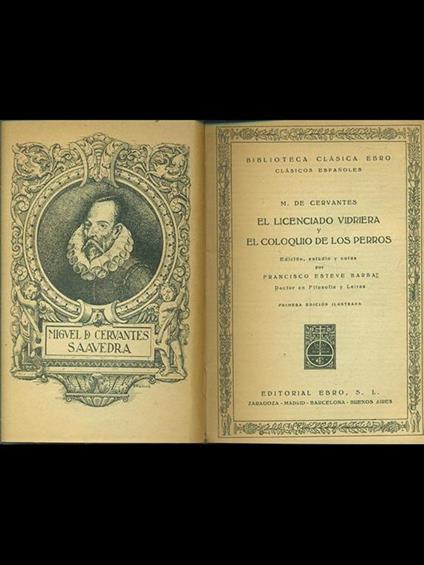 MIGVEL D CERVANTES
SAAVEDRA
BIBLIOTECA CLÁSICA EBRO
CLÁSICOS ESPAÑOLES
M. DE CERVANTES
EL LICENCIADO VIDRIERA
Y
EL COLOQUIO DE LOS PERROS
Edición, estudio y notas
por
FRANCISCO ESTEVE BARBA
Doctor en Filosofía y Letras
PRIMERA EDICIÓN ILUSTRADA
EDITORIAL EBRO, S. L.
ZARAGOZA - MADRID - BARCELONA - BUENOS AIRES